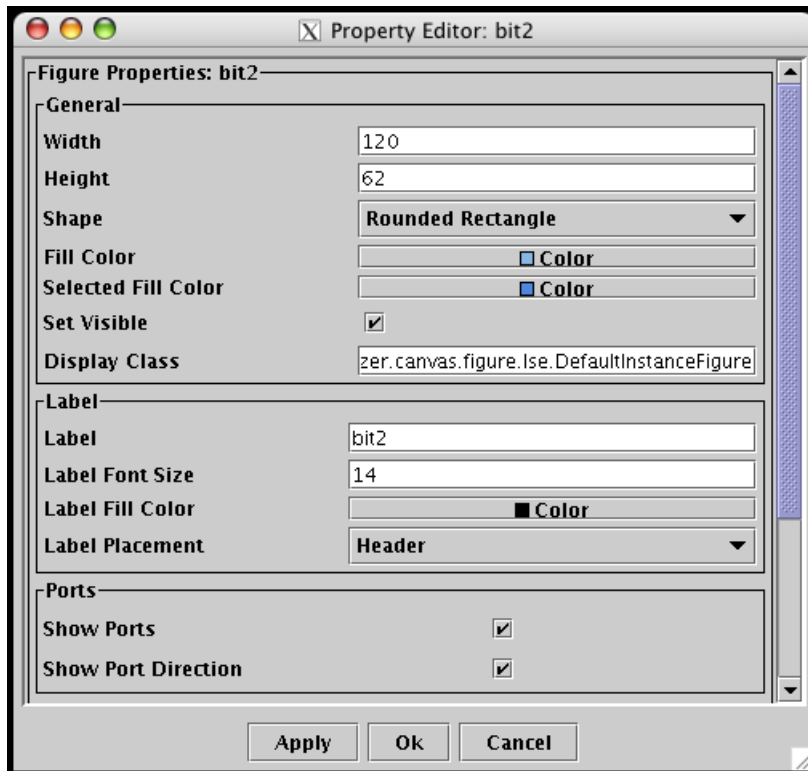 Property Editor: bit2
Figure Properties: bit2
General
Width 120
Height 62
Shape Rounded Rectangle
Fill Color Color
Selected Fill Color Color
Set Visible
Display Class zer.canvas.figure.lse.DefaultInstanceFigure
Label
Label bit2
Label Font Size 14
Label Fill Color Color
Label Placement Header
Ports
Show Ports
Show Port Direction
Apply Ok Cancel